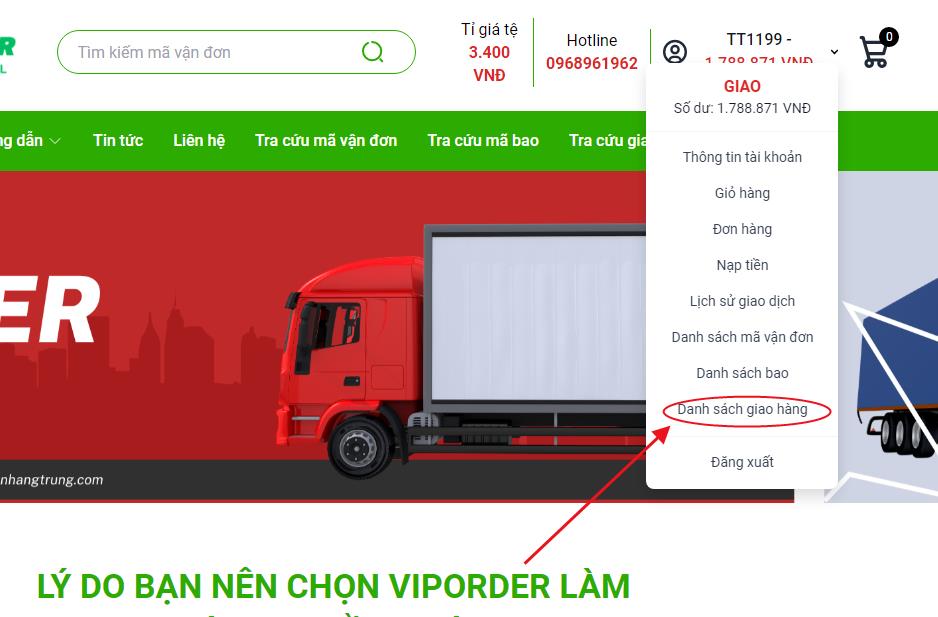 R
L
Tìm kiếm mã vận đơn
Tỉ giá tệ
3.400
VNĐ
Hotline
0968961962
TT1199 -
1.788.871 VNĐ
0
GIAO
Số dư: 1.788.871 VNĐ
ng dẫn
Tin tức
Liên hệ
Tra cứu mã vận đơn
Tra cứu mã bao
Tra cứu gia
Thông tin tài khoản
Giỏ hàng
Đơn hàng
Nạp tiền
Lịch sử giao dịch
Danh sách mã vận đơn
Danh sách bao
Danh sách giao hàng
Đăng xuất
ER
nhangtrung.com
LÝ DO BẠN NÊN CHỌN VIPORDER LÀM